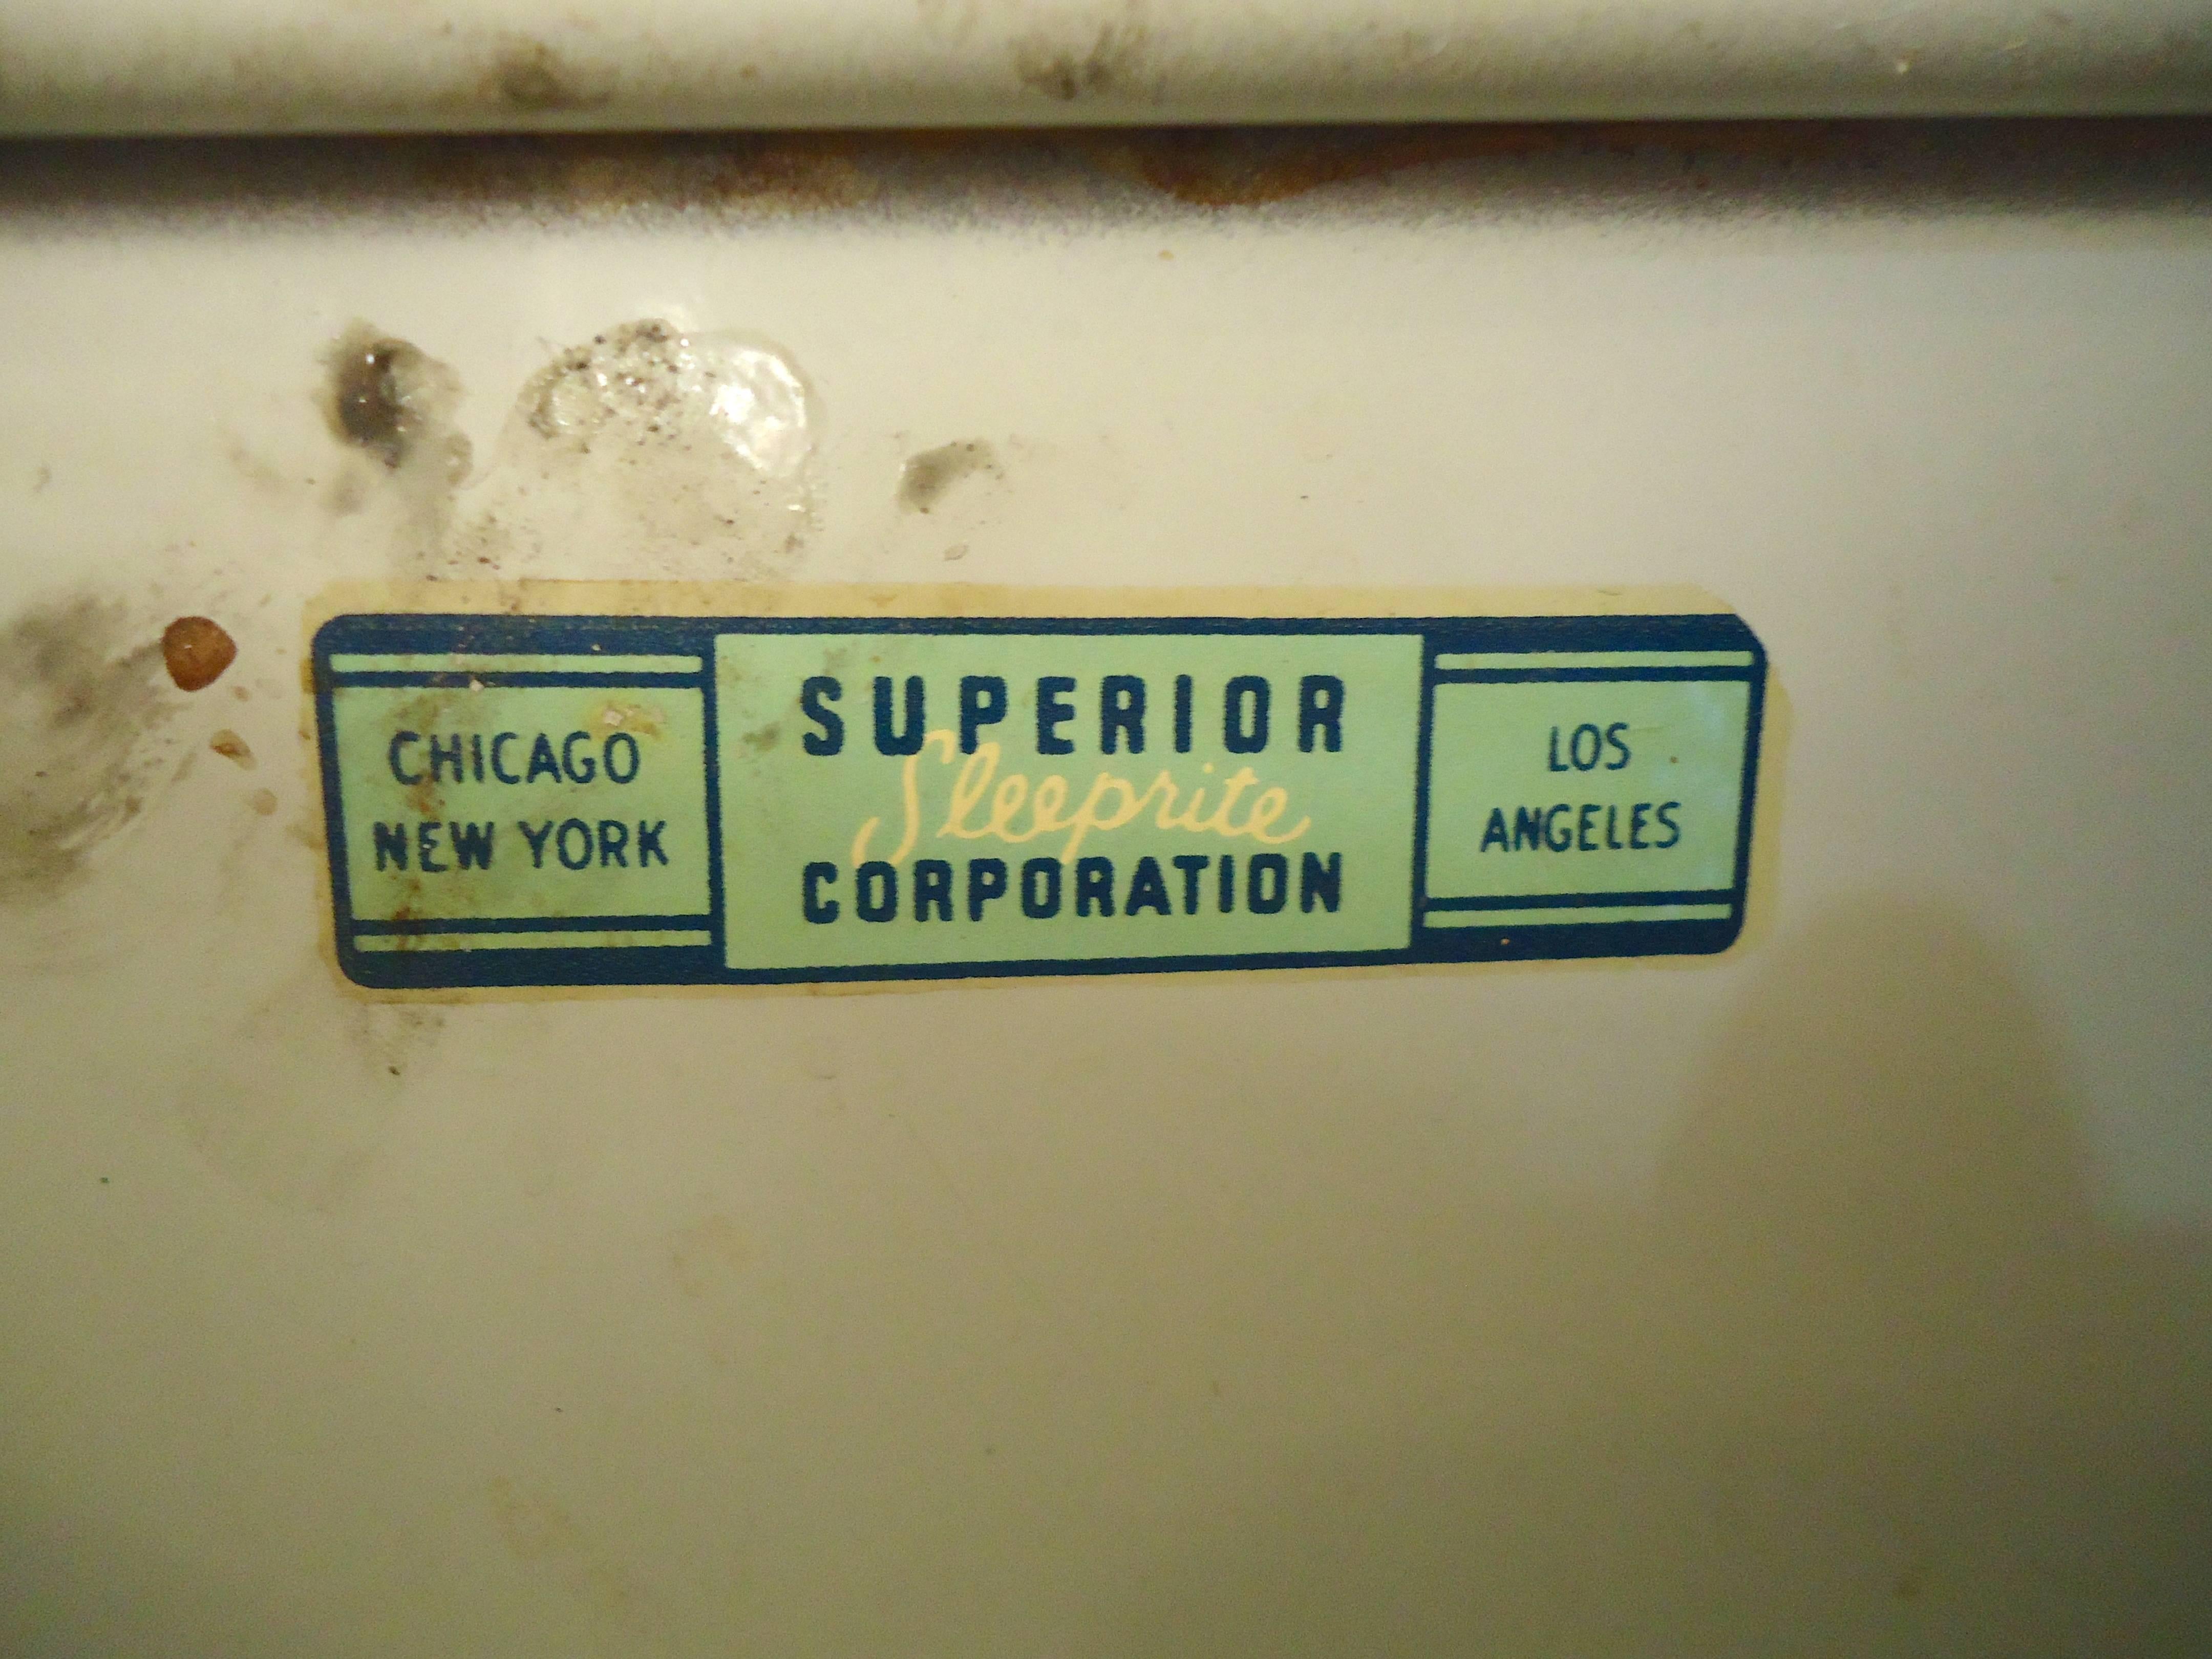 CHICAGO
NEW YORK
SUPERIOR
Sleeprite
CORPORATION
LOS
ANGELES